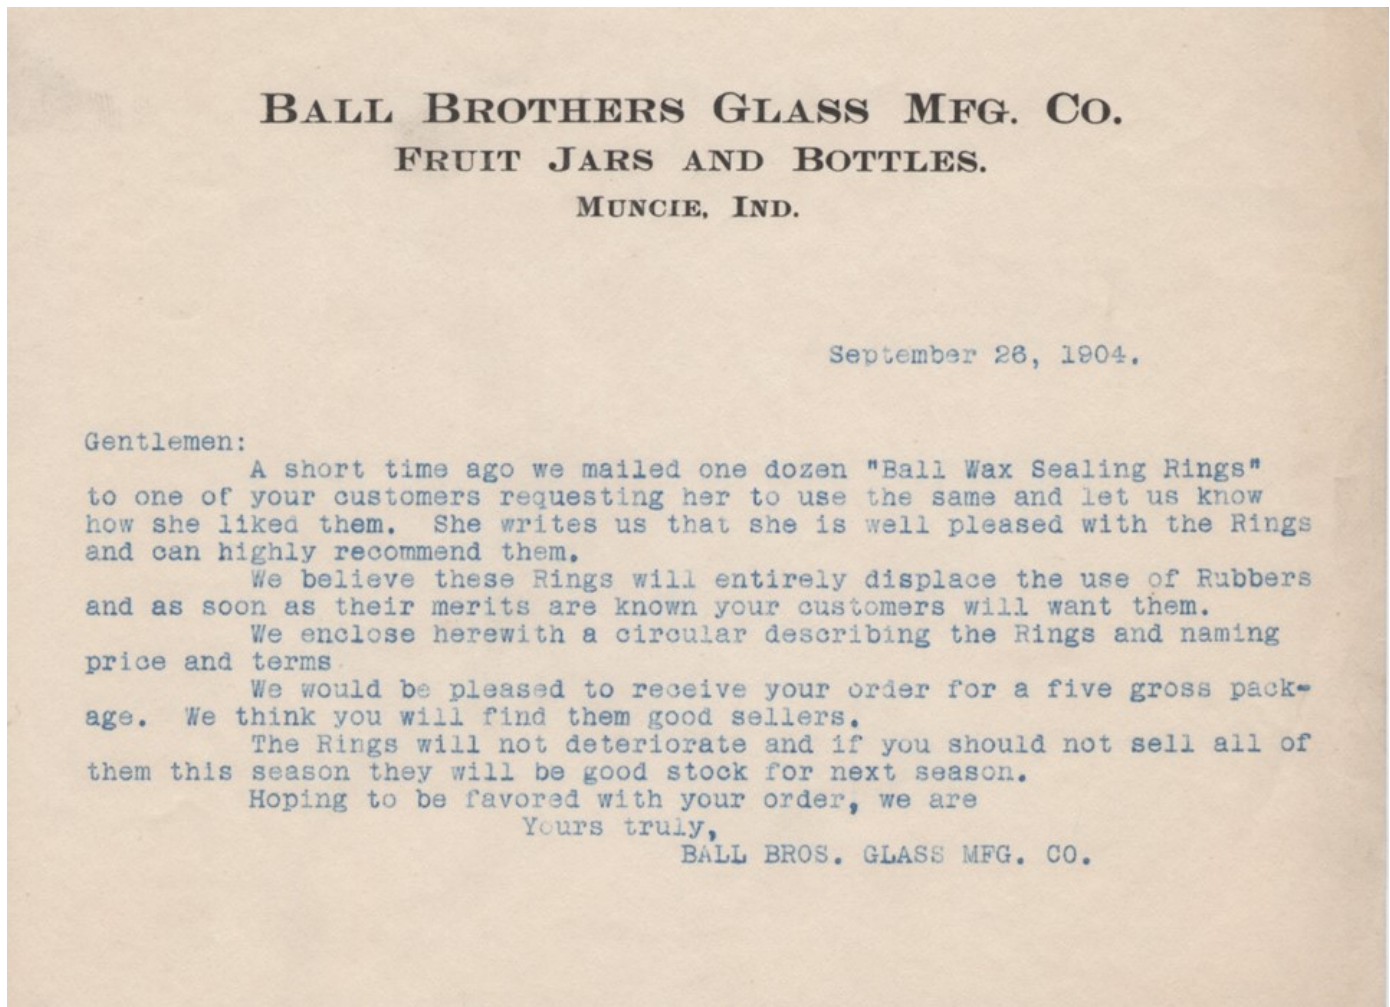 BALL BROTHERS GLASS MFG. CO.
FRUIT JARS AND BOTTLES.
MUNCIE, IND.
September 26, 1904.
Gentlemen:
A short time ago we mailed one dozen "Ball Wax Sealing Rings"
to one of your customers requesting her to use the same and let us know
how she liked them. She writes us that she is well pleased with the Rings
and can highly recommend them.
We believe these Rings will entirely displace the use of Rubbers
and as soon as their merits are known your customers will want them.
We enclose herewith a circular describing the Rings and naming
price and terms
We would be pleased to receive your order for a five gross pack-
age. We think you will find them good sellers.
The Rings will not deteriorate and if you should not sell all of
them this season they will be good stock for next season.
Hoping to be favored with your order, we are
Yours truly,
BALL BROS. GLASS MFG. CO.